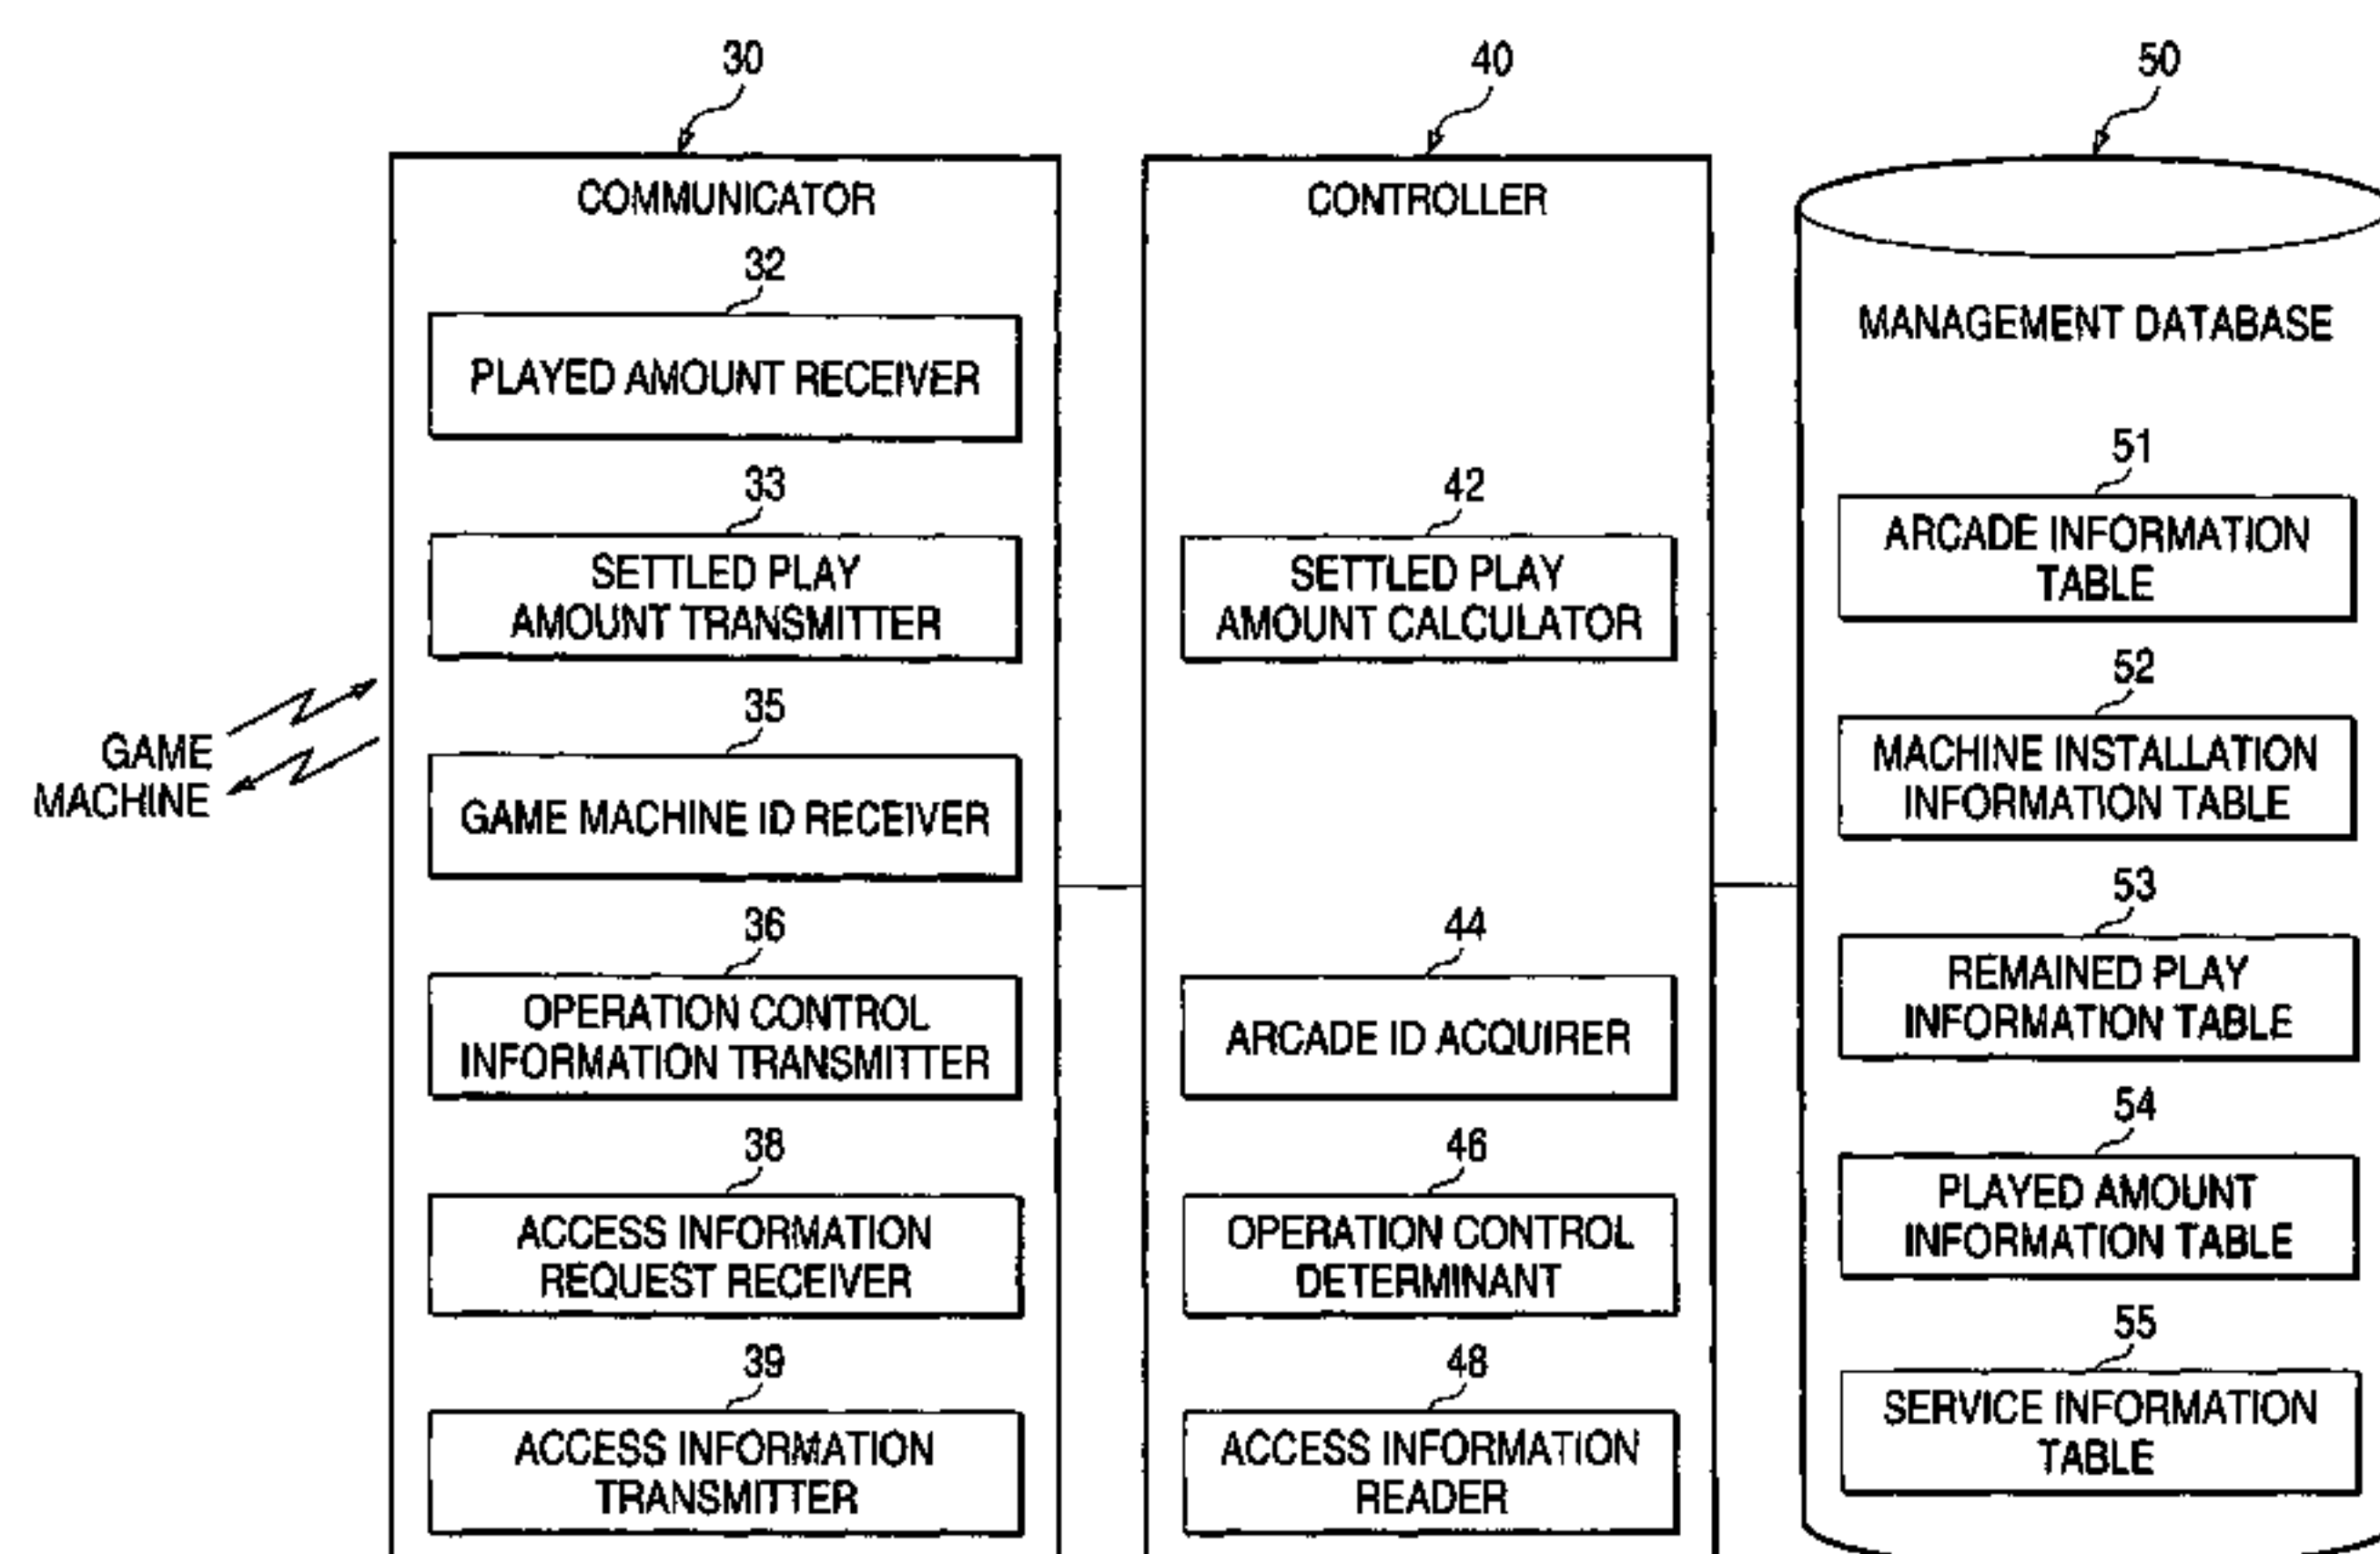 30
COMMUNICATOR
32
PLAYED AMOUNT RECEIVER
33
SETTLED PLAY
AMOUNT TRANSMITTER
35
GAME MACHINE ID RECEIVER
36
OPERATION CONTROL
INFORMATION TRANSMITTER
38
ACCESS INFORMATION
REQUEST RECEIVER
39
ACCESS INFORMATION
TRANSMITTER
GAME
MACHINE
40
CONTROLLER
42
SETTLED PLAY
AMOUNT CALCULATOR
44
ARCADE ID ACQUIRER
46
OPERATION CONTROL
DETERMINANT
48
ACCESS INFORMATION
READER
50
MANAGEMENT DATABASE
51
ARCADE INFORMATION
TABLE
52
MACHINE INSTALLATION
INFORMATION TABLE
53
REMAINED PLAY
INFORMATION TABLE
54
PLAYED AMOUNT
INFORMATION TABLE
55
SERVICE INFORMATION
TABLE